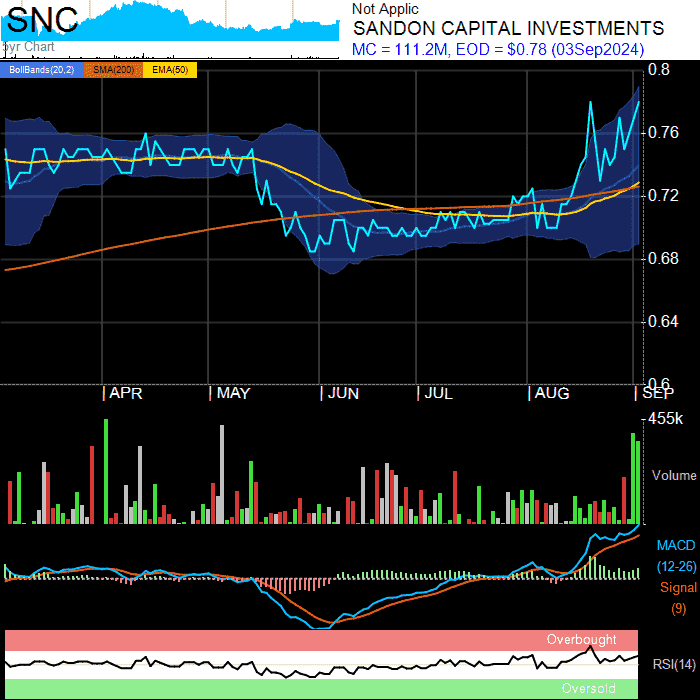 SNC
5yr Chart
Not Applic
SANDON CAPITAL INVESTMENTS
MC = 111.2M, EOD = $0.78 (03Sep2024)
BollBands(20,2) SMA(200) EMA(50)
0.8
0.76
0.72
0.68
0.64
0.6
APR MAY JUN JUL AUG SEP
455k
Volume
MACD
(12-26)
Signal
(9)
Overbought
RSI(14)
Oversold